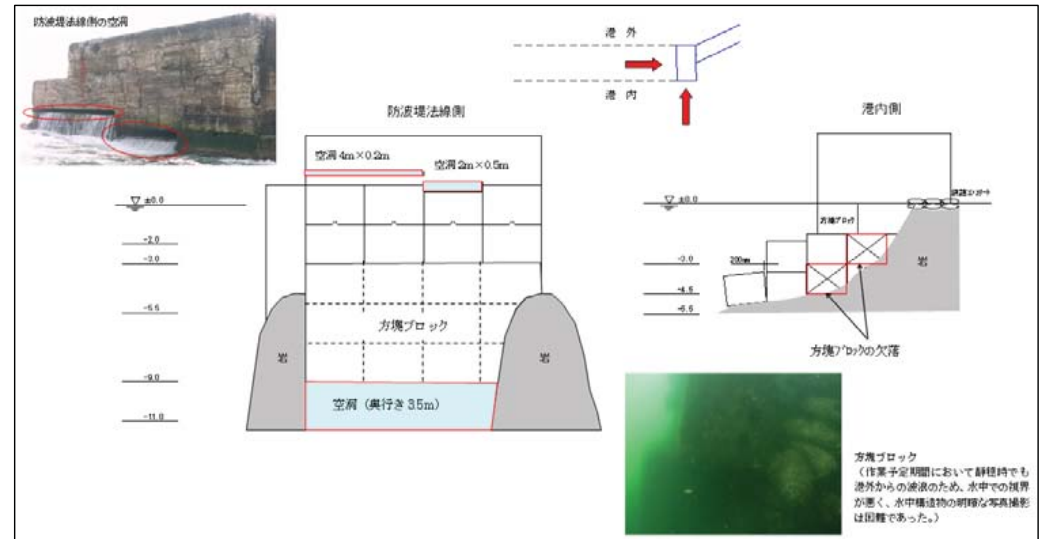 防波堤法線側の空洞
港 外
港 内
防波堤法線側
港内側
空洞 4m×0.2m
空洞 2m×0.5m
▽ ±0.0
-2.0
-3.0
-5.5
-9.0
-11.0
方塊ブロック
岩
岩
空洞（奥行き 3.5m）
▽ ±0.0
方塊ブロック
200mm
-3.0
-4.5
-5.5
岩
方塊ブロックの欠落
方塊ブロック
（作業予定期間において静穏時でも
港外からの波浪のため、水中での視界
が悪く、水中構造物の明瞭な写真撮影
は困難であった。）